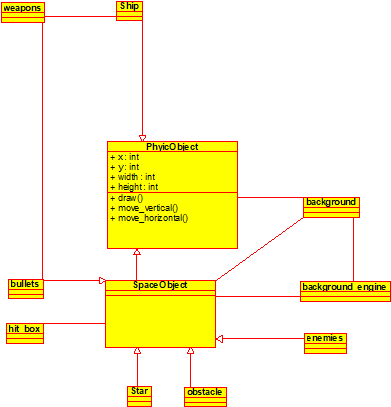 weapons
Ship
PhyicObject
+ x : int
+ y : int
+ width : int
+ height : int
+ draw()
+ move_vertical()
+ move_horizontal()
background
bullets
SpaceObject
background_engine
hit_box
enemies
Star
obstacle